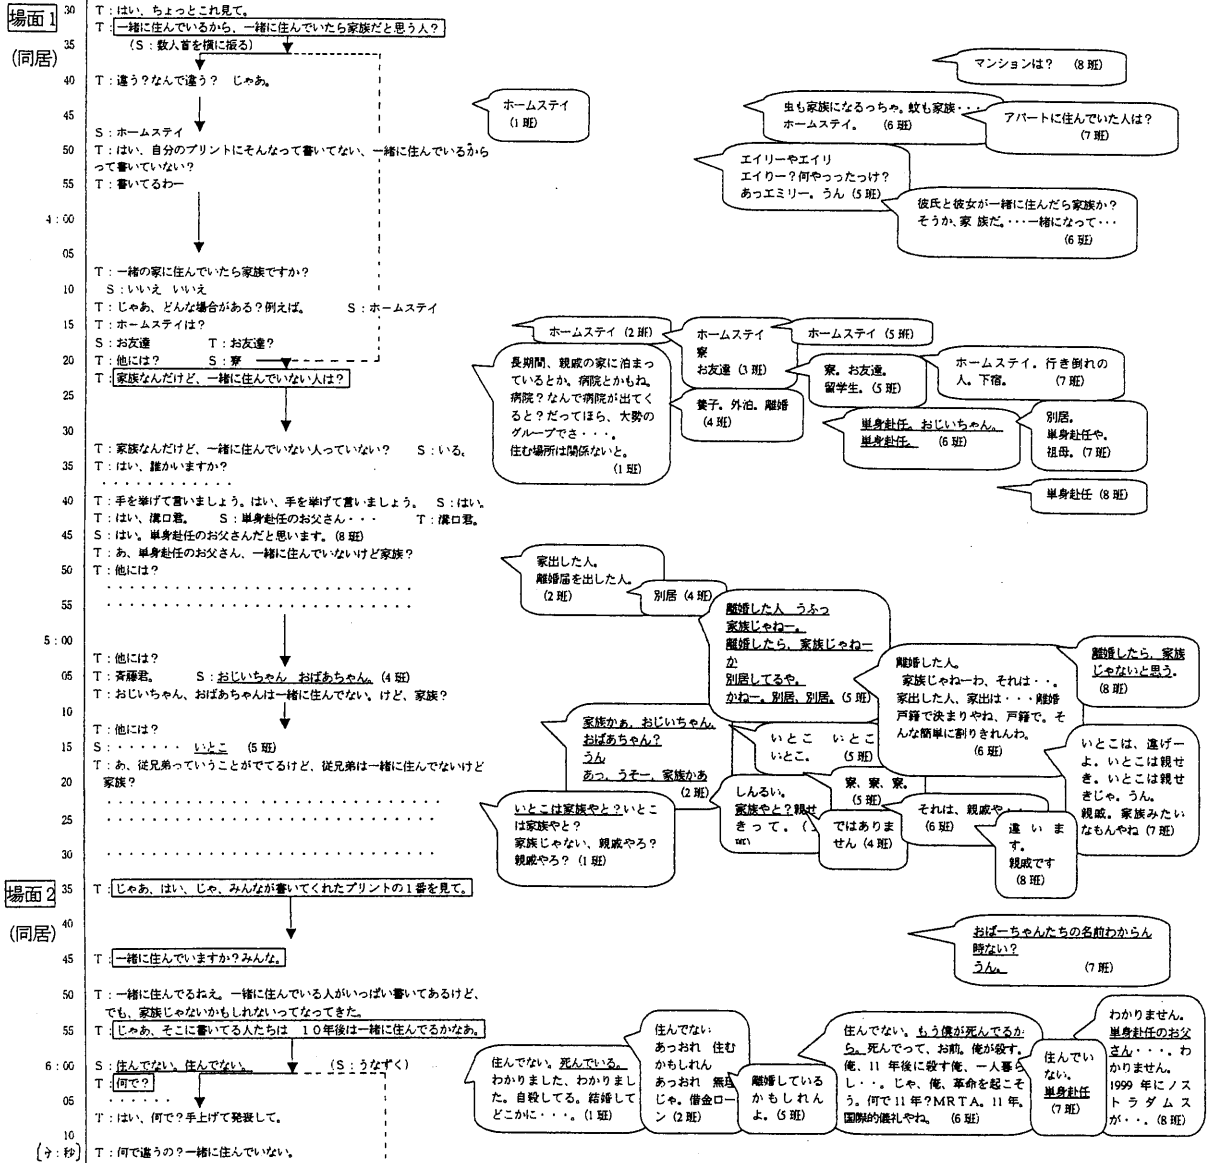 場面1
(同居)
30
T：はい、ちょっとこれ見て。
T：一緒に住んでいるから、一緒に住んでいたら家族だと思う人？
35
（S：数人首を横に振る）
40
T：違う？なんで違う？　じゃあ。
45
S：ホームステイ
50
T：はい、自分のプリントにそんなって書いてない、一緒に住んでいるから
って書いていない？
55
T：書いてるわー
4：00
05
T：一緒の家に住んでいたら家族ですか？
10
S：いいえ　いいえ
T：じゃあ、どんな場合がある？例えば。　S：ホームステイ
15
T：ホームステイは？
S：お友達　T：お友達？
20
T：他には？　S：寮
T：家族なんだけど、一緒に住んでいない人は？
25
30
T：家族なんだけど、一緒に住んでいない人っていない？　S：いる。
35
T：はい、誰かいますか？
・・・・・・・・・・・・
40
T：手を挙げて言いましょう。はい、手を挙げて言いましょう。　S：はい。
T：はい、溝口君。　S：単身赴任のお父さん・・・　T：溝口君。
45
S：はい。単身赴任のお父さんだと思います。(8班)
T：あ、単身赴任のお父さん、一緒に住んでいないけど家族？
50
T：他には？
55
5：00
T：他には？
05
T：斉藤君。　S：おじいちゃん　おばあちゃん。(4班)
T：おじいちゃん、おばあちゃんは一緒に住んでない。けど、家族？
10
T：他には？
15
S：・・・・・・　いとこ　(5班)
T：あ、従兄弟っていうことがでてるけど、従兄弟は一緒に住んでないけど
20
家族？
25
30
マンションは？　(8班)
ホームステイ
(1班)
虫も家族になるっちゃ。蚊も家族・・・
ホームステイ。　(6班)
アパートに住んでいた人は？
(7班)
エイリーやエイリ
エイりー？何やっったっけ？
あっエミリー。うん (5班)
彼氏と彼女が一緒に住んだら家族か？
そうか、家族だ。・・・一緒になって・・・
(6班)
ホームステイ (2班)
ホームステイ
寮
お友達 (3班)
ホームステイ (5班)
長期間、親戚の家に泊まっ
ているとか。病院とかもね。
病院？なんで病院が出てく
ると？だってほら、大勢の
グループでさ・・・。
住む場所は関係ないと。
(1班)
寮。お友達。
留学生。(5班)
ホームステイ．行き倒れの
人。下宿。　(7班)
養子。外泊。離婚
(4班)
単身赴任。おじいちゃん。
単身赴任。　(6班)
別居。
単身赴任や。
祖母。(7班)
単身赴任 (8班)
家出した人。
離婚届を出した人。
(2班)
別居 (4班)
離婚した人　うふっ
家族じゃねー。
離婚したら、家族じゃねー
か
別居してるや。
かねー。別居、別居。(5班)
離婚した人。
家族じゃねーわ、それは・・。
家出した人、家出は・・・離婚
戸籍で決まりやね、戸籍で。そ
んな簡単に割りきれんわ。
(6班)
離婚したら、家族
じゃないと思う。
(8班)
家族かぁ、おじいちゃん、
おばあちゃん？
うん
あっ、うそー、家族かあ
(2班)
いとこ　いとこ
いとこ。　(5班)
いとこは、違げー
よ。いとこは親せ
き。いとこは親せ
きじゃ。うん。
親戚。家族みたい
なもんやね (7班)
寮、寮、寮。
(5班)
しんるい。
家族やと？親せ
きって。
いとこは家族やと？いとこ
は家族やと？
家族じゃない、親戚やろ？
親戚やろ？(1班)
ではありま
せん (4班)
それは、親戚や・・
(6班)
違いま
す。
親戚です
(8班)
場面2
(同居)
35
T：じゃあ、はい、じゃ、みんなが書いてくれたプリントの1番を見て。
40
45
T：一緒に住んでいますか？みんな。
50
T：一緒に住んでるねえ。一緒に住んでいる人がいっぱい書いてあるけど、
でも、家族じゃないかもしれないってなってきた。
55
T：じゃあ、そこに書いてる人たちは　10年後は一緒に住んでるかなあ。
6：00
S：住んでない。住んでない。　(S：うなずく)
T：何で？
05
・・・・・・
T：はい、何で？手上げて発表して。
10
〔分：秒〕
T：何で違うの？一緒に住んでいない。
おばーちゃんたちの名前わからん
時ない？
うん。　(7班)
住んでない。死んでいる。
わかりました、わかりまし
た。自殺してる。結婚して
どこかに・・・。(1班)
住んでない
あっおれ　住む
かもしれん
あっおれ　無理
じゃ。借金ロー
ン (2班)
離婚している
かもしれん
よ。(5班)
住んでない。もう僕が死んでるか
ら。死んでって、お前。俺が殺す。
俺、11年後に殺す俺、一人暮ら
し・・。じゃ、俺、革命を起こそ
う。何で11年？MRTA。11年。
国際的儀礼やね。　(6班)
住んでい
ない。
単身赴任
(7班)
わかりません。
単身赴任のお父
さん・・・。わ
かりません。
1999年にノス
トラダムス
が・・。(8班)